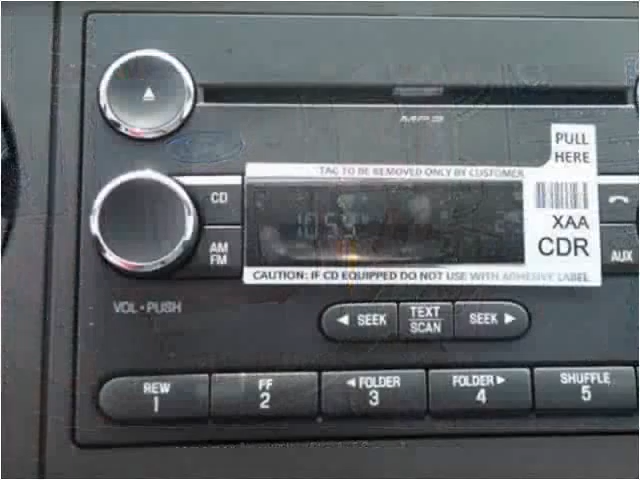 MP3
PULL
HERE
TAG TO BE REMOVED ONLY BY CUSTOMER
CD
XAA
CDR
AM
FM
AUX
CAUTION: IF CD EQUIPPED DO NOT USE WITH ADHESIVE LABEL
VOL • PUSH
◄ SEEK
TEXT
SCAN
SEEK ►
REW
1
FF
2
◄ FOLDER
3
FOLDER ►
4
SHUFFLE
5